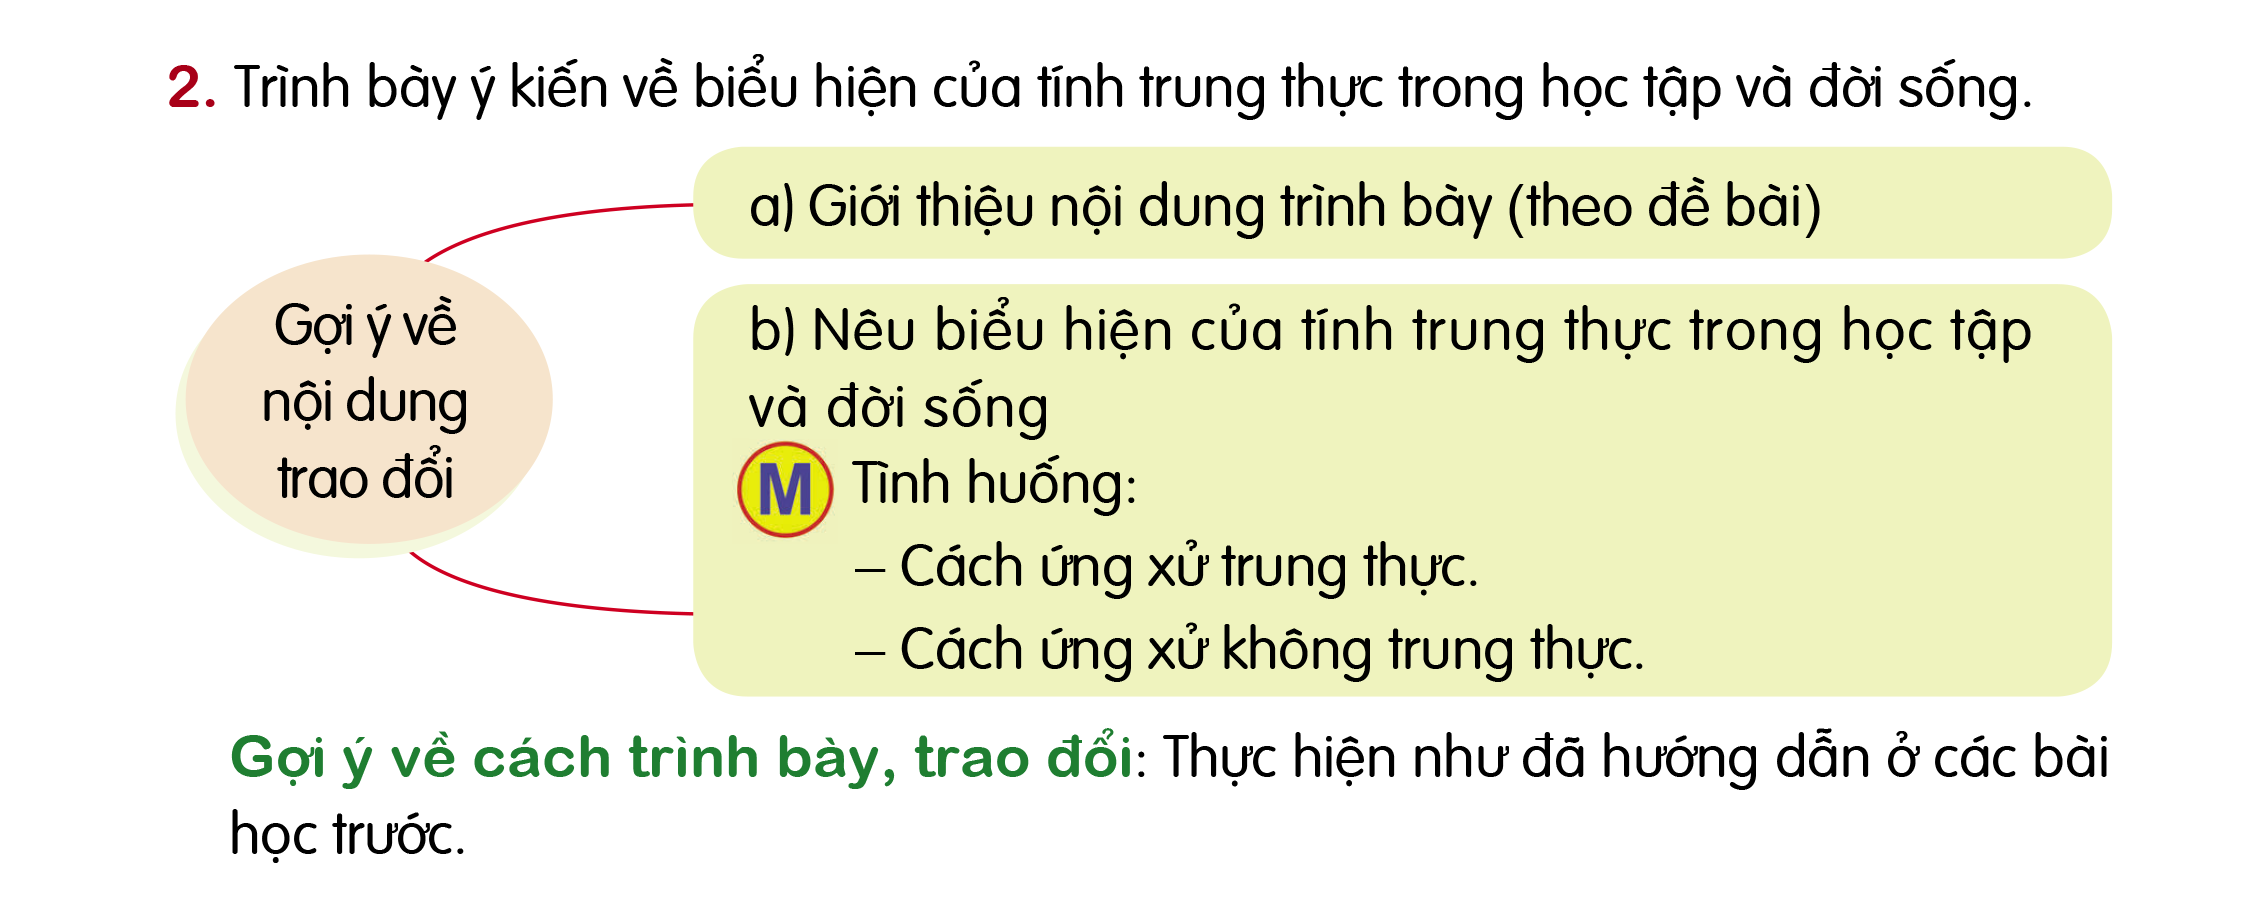 2. Trình bày ý kiến về biểu hiện của tính trung thực trong học tập và đời sống.
Gợi ý về
nội dung
trao đổi
a) Giới thiệu nội dung trình bày (theo đề bài)
b) Nêu biểu hiện của tính trung thực trong học tập
và đời sống
M Tình huống:
– Cách ứng xử trung thực.
– Cách ứng xử không trung thực.
Gợi ý về cách trình bày, trao đổi: Thực hiện như đã hướng dẫn ở các bài
học trước.